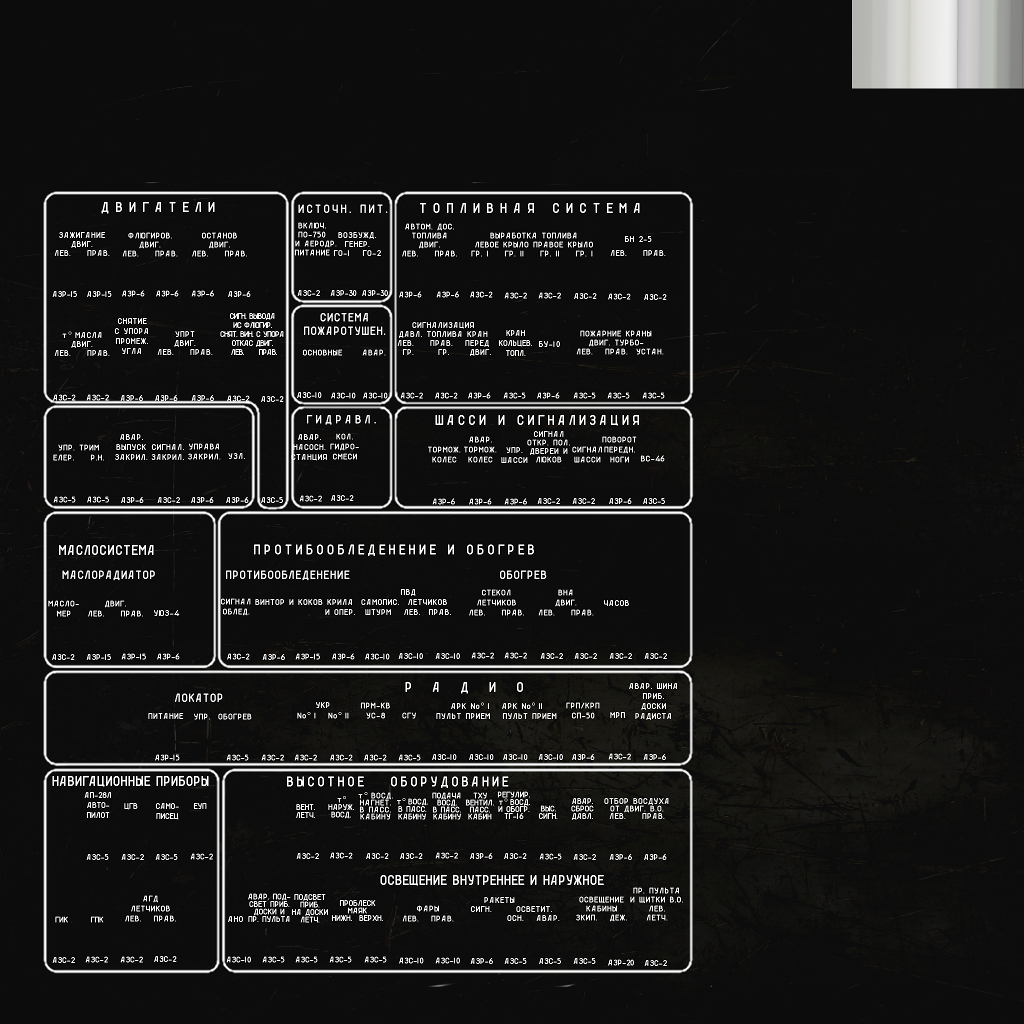 ДВИГАТЕЛИ
ЗАЖИГАНИЕ ФЛЮГИРОВ. ОСТАНОВ
ДВИГ. ДВИГ. ДВИГ.
ЛЕВ. ПРАВ. ЛЕВ. ПРАВ. ЛЕВ. ПРАВ.
АЗР-15 АЗР-15 АЗР-6 АЗР-6 АЗР-6 АЗР-6
СИГН. ВЫВОДА
СНЯТИЕ ИС ФЛЮГИР.
С УПОРА СНЯТ. ВИН. С УПОРА
т° МАСЛА ПРОМЕЖ. УПРТ ОТКАС ДВИГ.
ДВИГ. УГЛА ДВИГ. ЛЕВ. ПРАВ.
ЛЕВ. ПРАВ. ЛЕВ. ПРАВ.
АЗС-2 АЗС-2 АЗР-6 АЗР-6 АЗР-6 АЗС-2 АЗС-2
ИСТОЧН. ПИТ.
ВКЛЮЧ.
ПО-750 ВОЗБУЖД.
И АЕРОДР. ГЕНЕР.
ПИТАНИЕ ГО-1 ГО-2
АЗС-2 АЗР-30 АЗР-30
ТОПЛИВНАЯ СИСТЕМА
АВТОМ. ДОС.
ТОПЛИВА ВЫРАБОТКА ТОПЛИВА БН 2-5
ДВИГ. ЛЕВОЕ КРЫЛО ПРАВОЕ КРЫЛО
ЛЕВ. ПРАВ. ГР. I ГР. II ГР. II ГР. I ЛЕВ. ПРАВ.
АЗР-6 АЗР-6 АЗС-2 АЗС-2 АЗС-2 АЗС-2 АЗС-2 АЗС-2
СИГНАЛИЗАЦИЯ
ДАВЛ. ТОПЛИВА КРАН КРАН ПОЖАРНИЕ КРАНЫ
ЛЕВ. ПРАВ. ПЕРЕД КОЛЬЦЕВ. БУ-10 ДВИГ. ТУРБО-
ГР. ГР. ДВИГ. ТОПЛ. ЛЕВ. ПРАВ. УСТАН.
АЗС-2 АЗС-2 АЗС-2 АЗС-2 АЗС-2 АЗС-5 АЗС-5 АЗС-5
СИСТЕМА
ПОЖАРОТУШЕН.
ОСНОВНЫЕ АВАР.
АЗС-10 АЗС-10 АЗС-10
АВАР.
УПР. ТРИМ ВЫПУСК СИГНАЛ. УПРАВА
ЕЛЕР. Р.Н. ЗАКРИЛ. ЗАКРИЛ. ЗАКРИЛ. УЗЛ.
АЗС-5 АЗС-5 АЗР-6 АЗС-2 АЗР-6 АЗР-6 АЗС-5
ГИДРАВЛ.
АВАР. КОЛ.
НАСОСН. ГИДРО-
СТАНЦИЯ СМЕСИ
АЗС-2 АЗС-2
ШАССИ И СИГНАЛИЗАЦИЯ
СИГНАЛ
АВАР. ОТКР. ПОЛ. ПОВОРОТ
ТОРМОЖ. ТОРМОЖ. УПР. ДВЕРЕЙ И СИГНАЛ ПЕРЕДН.
КОЛЕС КОЛЕС ШАССИ ЛЮКОВ ШАССИ НОГИ ВС-46
АЗР-6 АЗР-6 АЗР-6 АЗС-2 АЗС-2 АЗР-6 АЗС-5
МАСЛОСИСТЕМА
МАСЛОРАДИАТОР
МАСЛО- ДВИГ.
МЕР ЛЕВ. ПРАВ. УЮЗ-4
АЗС-2 АЗР-15 АЗР-15 АЗР-6
ПРОТИБООБЛЕДЕНЕНИЕ И ОБОГРЕВ
ПРОТИБООБЛЕДЕНЕНИЕ ОБОГРЕВ
ПВД СТЕКОЛ ВНА
СИГНАЛ ВИНТОР И КОКОВ КРИЛА САМОПИС. ЛЕТЧИКОВ ЛЕТЧИКОВ ДВИГ. ЧАСОВ
ОБЛЕД. И ОПЕР. ШТУРМ ЛЕВ. ПРАВ. ЛЕВ. ПРАВ. ЛЕВ. ПРАВ.
АЗС-2 АЗР-6 АЗР-15 АЗР-6 АЗС-10 АЗС-10 АЗС-10 АЗС-2 АЗС-2 АЗС-2 АЗС-2 АЗС-2 АЗС-2
РАДИО
АВАР. ШИНА
ЛОКАТОР ПРИБ.
УКР ПРМ-КВ АРК No° I АРК No° II ГРП/КРП ДОСКИ
ПИТАНИЕ УПР. ОБОГРЕВ No° I No° II УС-8 СГУ ПУЛЬТ ПРИЕМ ПУЛЬТ ПРИЕМ СП-50 МРП РАДИСТА
АЗР-15 АЗС-5 АЗС-2 АЗС-2 АЗС-2 АЗС-2 АЗС-10 АЗС-10 АЗС-10 АЗС-10 АЗС-2 АЗР-6 АЗР-6
НАВИГАЦИОННЫЕ ПРИБОРЫ
АП-28Л
АВТО- ЦГВ САМО- ЕУП
ПИЛОТ ПИСЕЦ
АЗС-5 АЗС-2 АЗС-5 АЗС-2
АГД
ЛЕТЧИКОВ
ГИК ГПК ЛЕВ. ПРАВ.
АЗС-2 АЗС-2 АЗС-2 АЗС-2
ВЫСОТНОЕ ОБОРУДОВАНИЕ
т° ВОСД. ПОДАЧА ТХУ РЕГУЛИР.
т° НАГНЕТ. т° ВОСД. ВОСД. ВЕНТИЛ. т° ВОСД. АВАР. ОТБОР ВОСДУХА
ВЕНТ. НАРУЖ. В ПАСС. В ПАСС. В ПАСС. В ПАСС. И ОБОГР. ВЫС. СБРОС ОТ ДВИГ. В.О.
ЛЕТЧ. ВОСД. КАБИНУ КАБИНУ КАБИНУ КАБИН ТГ-16 СИГН. ДАВЛ. ЛЕВ. ПРАВ.
АЗС-2 АЗС-2 АЗС-2 АЗС-2 АЗС-2 АЗР-6 АЗС-2 АЗС-5 АЗС-2 АЗР-6 АЗР-6
ОСВЕЩЕНИЕ ВНУТРЕННЕЕ И НАРУЖНОЕ
ПР. ПУЛЬТА
АВАР. ПОД- ПОДСВЕТ РАКЕТЫ ОСВЕЩЕНИЕ И ЩИТКИ В.О.
СВЕТ ПРИБ. ПРИБ. ПРОБЛЕСК
ДОСКИ И НА ДОСКИ МАЯК ФАРЫ СИГН. ОСВЕТИТ. КАБИНЫ ЛЕВ.
АНО ПР. ПУЛЬТА ЛЕТЧ. НИЖН. ВЕРХН. ЛЕВ. ПРАВ. ОСН. АВАР. ЭКИП. ДЕЖ. ЛЕТЧ.
АЗС-10 АЗС-5 АЗС-5 АЗС-5 АЗС-5 АЗС-10 АЗС-10 АЗР-6 АЗС-5 АЗС-5 АЗС-5 АЗР-20 АЗС-2